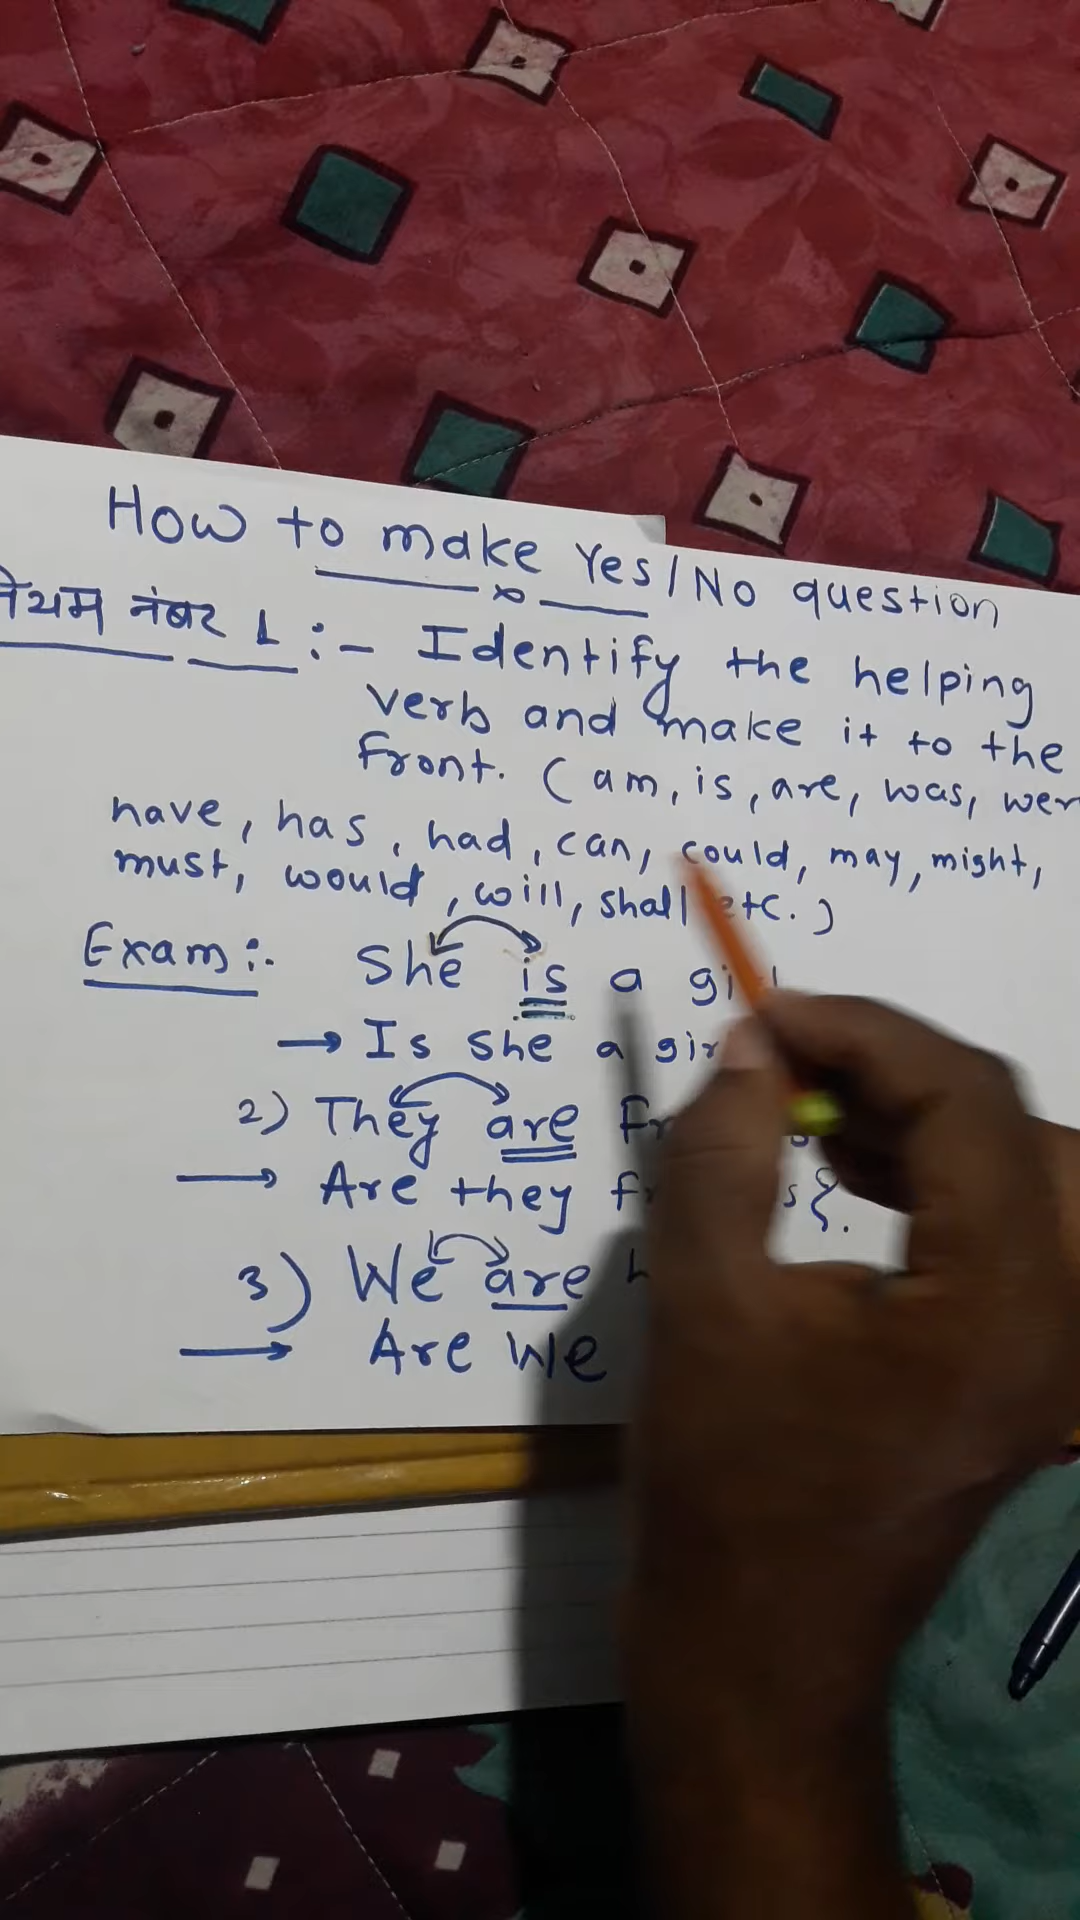 How to make Yes/No question
नियम नंबर 1 :- Identify the helping
verb and make it to the
front. (am, is, are, was, wer
have, has, had, can, could, may, might,
must, would, will, shall etc.)
Exam:- She is a
→ Is she a
2) They are
→ Are they
3) We are
→ Are We